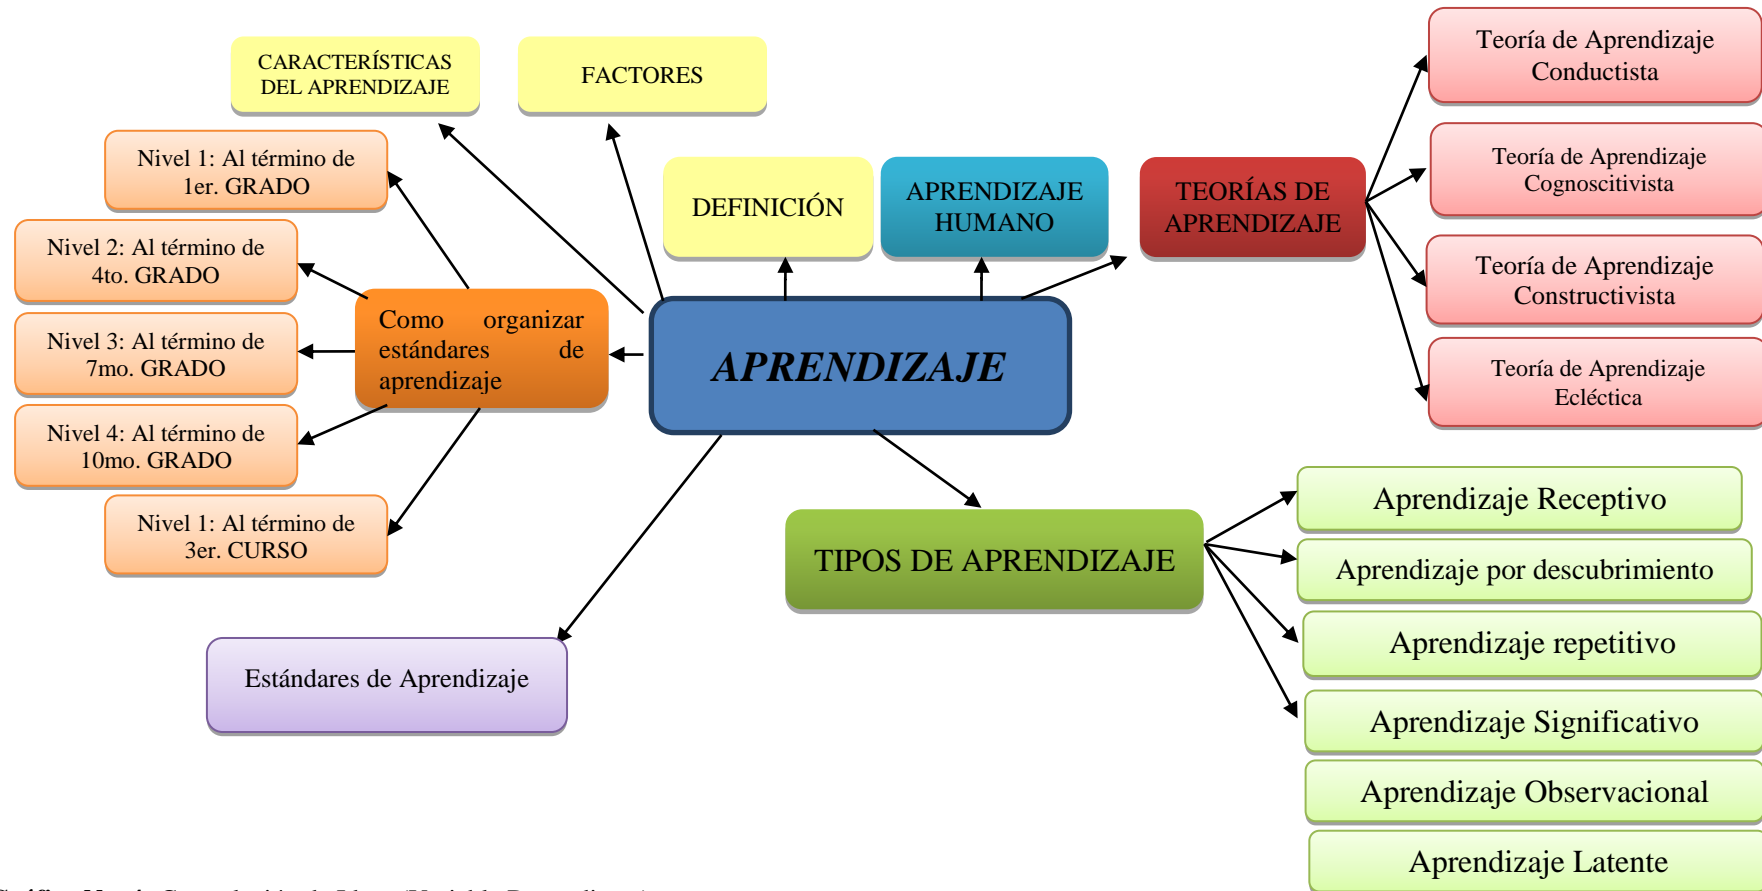 CARACTERÍSTICAS
DEL APRENDIZAJE
FACTORES
Teoría de Aprendizaje
Conductista
Nivel 1: Al término de
1er. GRADO
DEFINICIÓN
APRENDIZAJE
HUMANO
TEORÍAS DE
APRENDIZAJE
Teoría de Aprendizaje
Cognoscitivista
Nivel 2: Al término de
4to. GRADO
Teoría de Aprendizaje
Constructivista
Como organizar
estándares de
aprendizaje
APRENDIZAJE
Nivel 3: Al término de
7mo. GRADO
Teoría de Aprendizaje
Ecléctica
Nivel 4: Al término de
10mo. GRADO
Nivel 1: Al término de
3er. CURSO
TIPOS DE APRENDIZAJE
Aprendizaje Receptivo
Aprendizaje por descubrimiento
Aprendizaje repetitivo
Aprendizaje Significativo
Aprendizaje Observacional
Aprendizaje Latente
Estándares de Aprendizaje